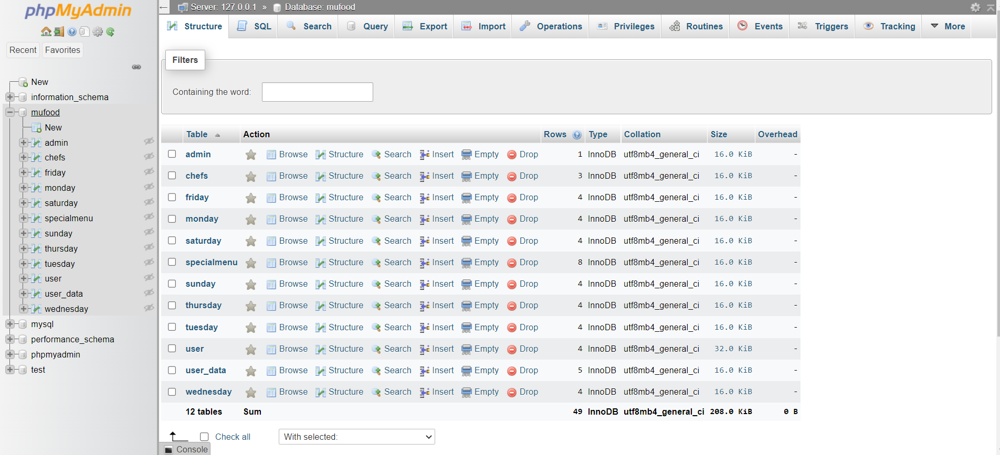 phpMyAdmin
Recent Favorites
New
information_schema
mufood
New
admin
chefs
friday
monday
saturday
specialmenu
sunday
thursday
tuesday
user
user_data
wednesday
mysql
performance_schema
phpmyadmin
test
← Server: 127.0.0.1 » Database: mufood
Structure SQL Search Query Export Import Operations Privileges Routines Events Triggers Tracking More
Filters
Containing the word:
Table Action Rows Type Collation Size Overhead
admin Browse Structure Search Insert Empty Drop 1 InnoDB utf8mb4_general_ci 16.0 KiB -
chefs Browse Structure Search Insert Empty Drop 3 InnoDB utf8mb4_general_ci 16.0 KiB -
friday Browse Structure Search Insert Empty Drop 4 InnoDB utf8mb4_general_ci 16.0 KiB -
monday Browse Structure Search Insert Empty Drop 4 InnoDB utf8mb4_general_ci 16.0 KiB -
saturday Browse Structure Search Insert Empty Drop 4 InnoDB utf8mb4_general_ci 16.0 KiB -
specialmenu Browse Structure Search Insert Empty Drop 8 InnoDB utf8mb4_general_ci 16.0 KiB -
sunday Browse Structure Search Insert Empty Drop 4 InnoDB utf8mb4_general_ci 16.0 KiB -
thursday Browse Structure Search Insert Empty Drop 4 InnoDB utf8mb4_general_ci 16.0 KiB -
tuesday Browse Structure Search Insert Empty Drop 4 InnoDB utf8mb4_general_ci 16.0 KiB -
user Browse Structure Search Insert Empty Drop 4 InnoDB utf8mb4_general_ci 32.0 KiB -
user_data Browse Structure Search Insert Empty Drop 5 InnoDB utf8mb4_general_ci 16.0 KiB -
wednesday Browse Structure Search Insert Empty Drop 4 InnoDB utf8mb4_general_ci 16.0 KiB -
12 tables Sum 49 InnoDB utf8mb4_general_ci 208.0 KiB 0 B
Check all With selected:
Console